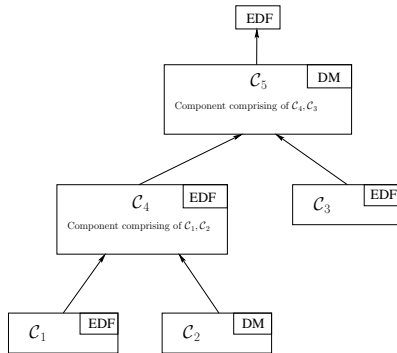 EDF
C₅ DM
Component comprising of C₄, C₃
C₄ EDF
Component comprising of C₁, C₂
C₃ EDF
C₁ EDF
C₂ DM